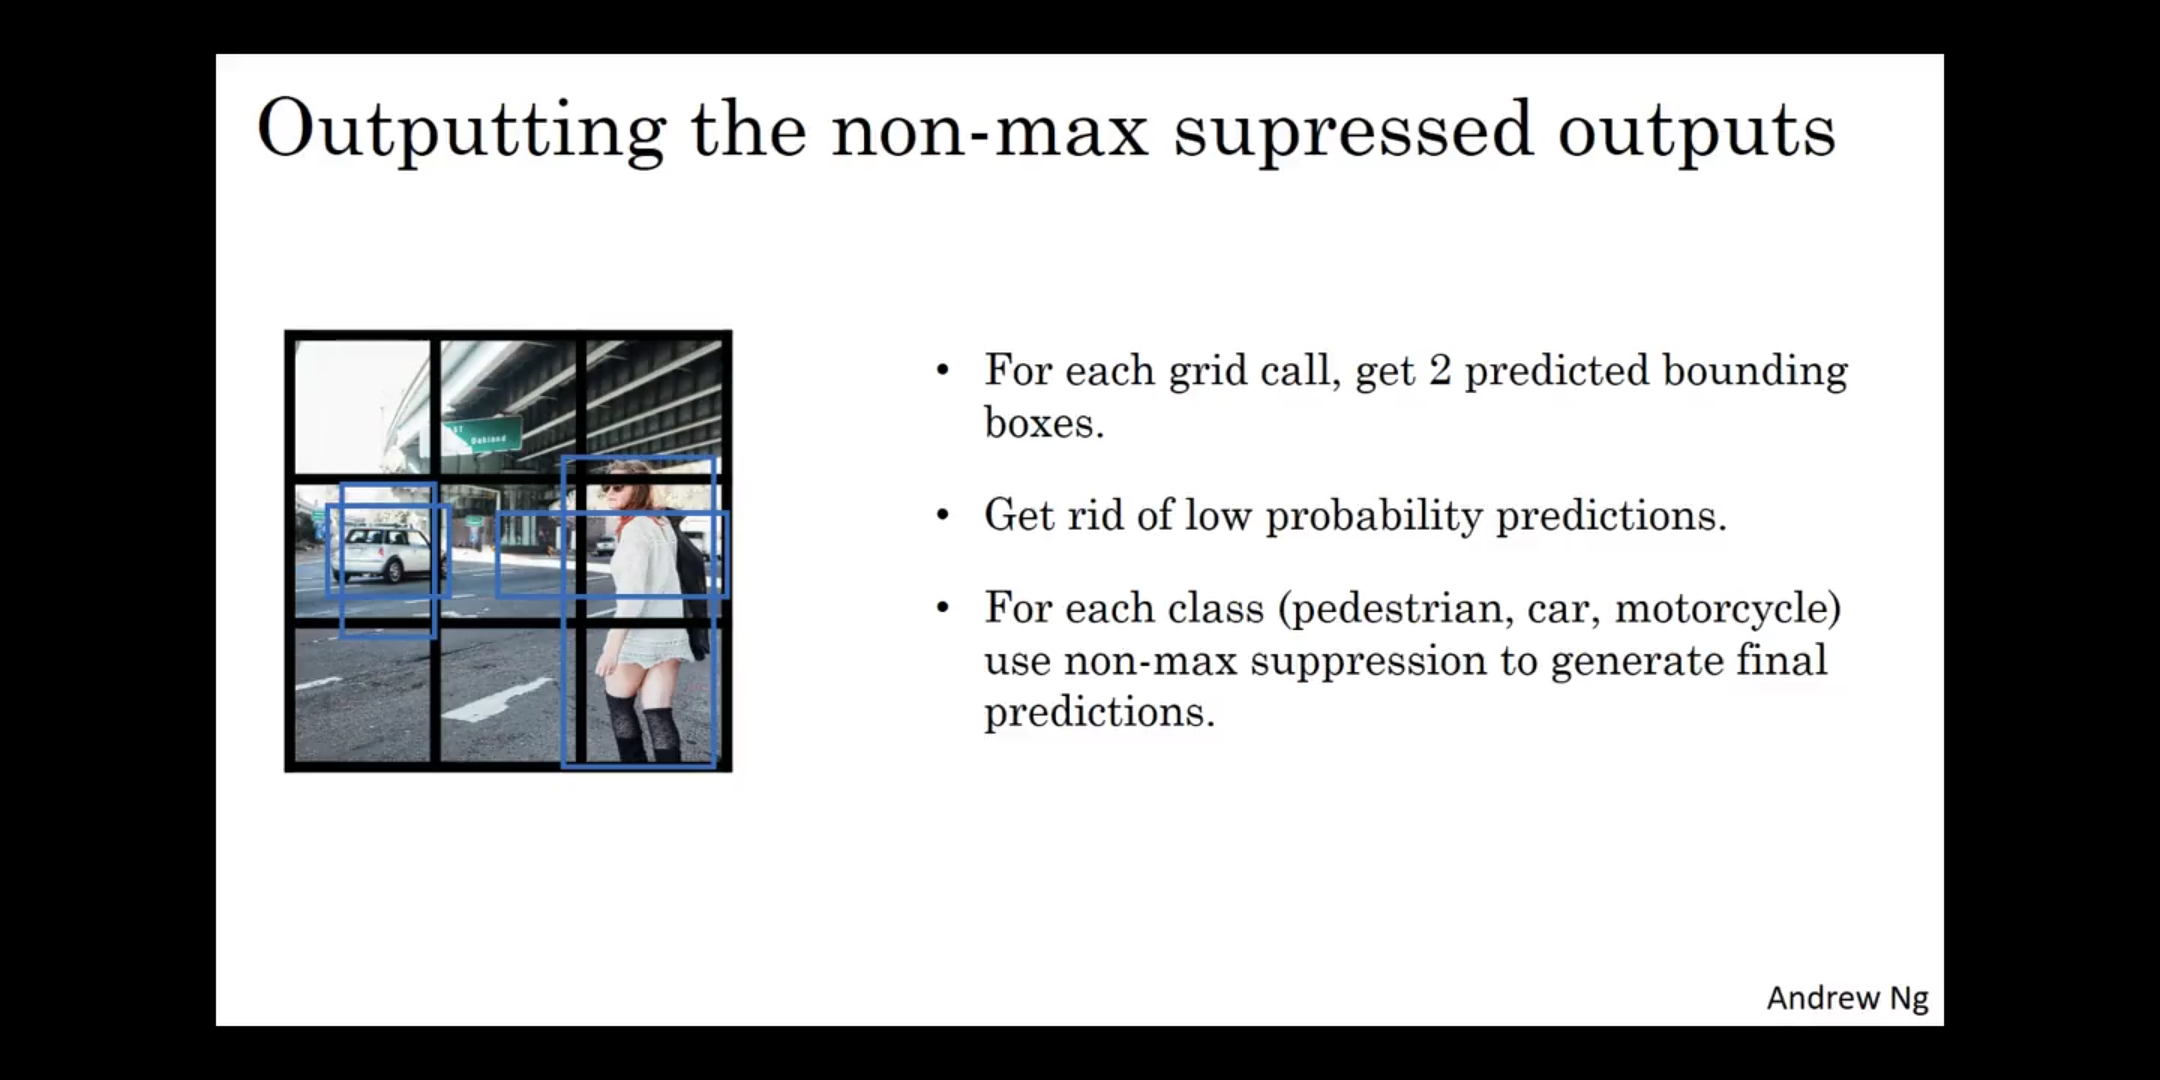 Outputting the non-max supressed outputs
ST
Oakland
• For each grid call, get 2 predicted bounding
boxes.
• Get rid of low probability predictions.
• For each class (pedestrian, car, motorcycle)
use non-max suppression to generate final
predictions.
Andrew Ng